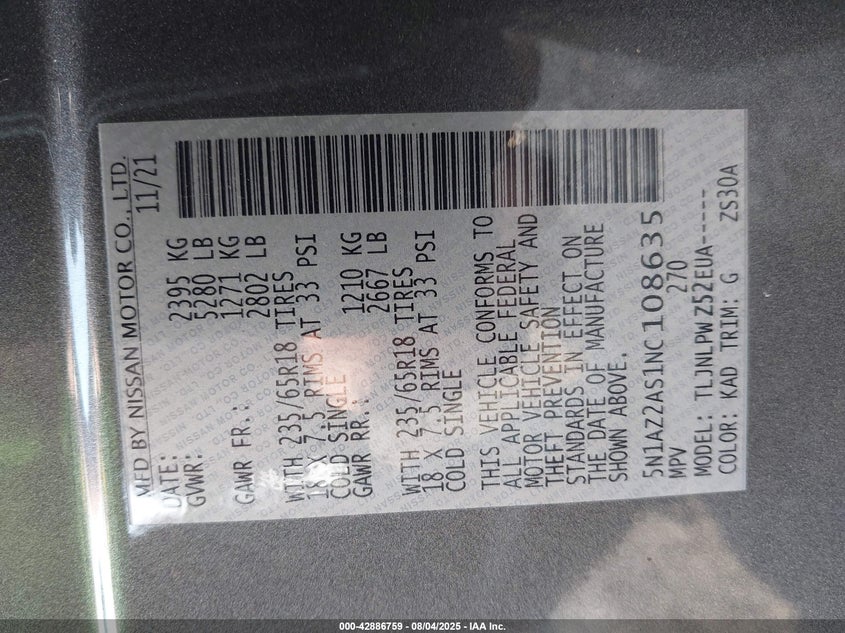 MFD BY NISSAN MOTOR CO., LTD.
DATE: 11/21
GVWR: 2395 KG
5280 LB
GAWR FR.: 1271 KG
2802 LB
WITH 235/65R18 TIRES
18 X 7.5 RIMS AT 33 PSI
COLD SINGLE
GAWR RR.: 1210 KG
2667 LB
WITH 235/65R18 TIRES
18 X 7.5 RIMS AT 33 PSI
COLD SINGLE
THIS VEHICLE CONFORMS TO
ALL APPLICABLE FEDERAL
MOTOR VEHICLE SAFETY AND
THEFT PREVENTION
STANDARDS IN EFFECT ON
THE DATE OF MANUFACTURE
SHOWN ABOVE.
5N1AZ2AS1NC108635
MPV 270
MODEL: TLJNLPWZ52EUA-----
COLOR: KAD TRIM: G ZS30A
000-42886759 - 08/04/2025 - IAA Inc.